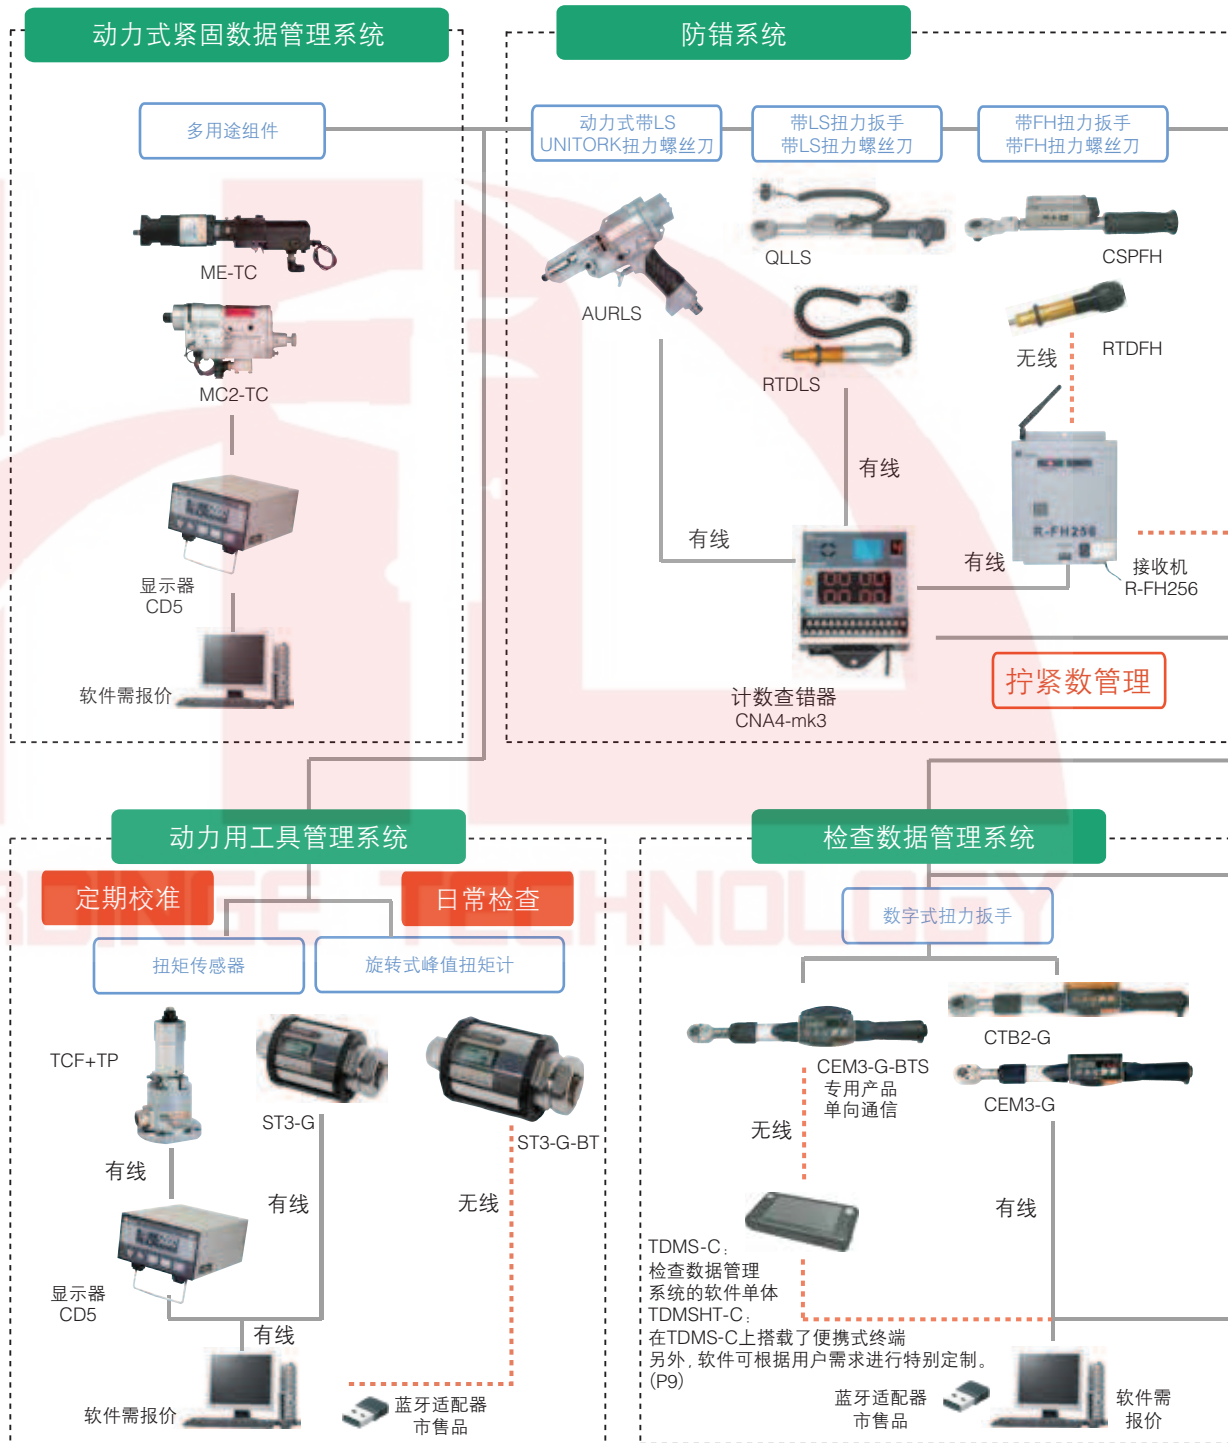 动力式紧固数据管理系统
防错系统
多用途组件
动力式带LS
UNITORK扭力螺丝刀
带LS扭力扳手
带LS扭力螺丝刀
带FH扭力扳手
带FH扭力螺丝刀
ME-TC
MC2-TC
显示器
CD5
软件需报价
AURLS
QLLS
RTDLS
CSPFH
RTDFH
无线
有线
有线
有线
R-FH256
接收机
R-FH256
计数查错器
CNA4-mk3
拧紧数管理
动力用工具管理系统
定期校准
日常检查
扭矩传感器
旋转式峰值扭矩计
TCF+TP
ST3-G
ST3-G-BT
有线
有线
无线
显示器
CD5
有线
软件需报价
蓝牙适配器
市售品
检查数据管理系统
数字式扭力扳手
CEM3-G-BTS
专用产品
单向通信
CTB2-G
CEM3-G
无线
有线
TDMS-C:
检查数据管理
系统的软件单体
TDMSHT-C:
在TDMS-C上搭载了便携式终端
另外, 软件可根据用户需求进行特别定制。
(P9)
蓝牙适配器
市售品
软件需
报价
RDINGE TECHNOLOGY